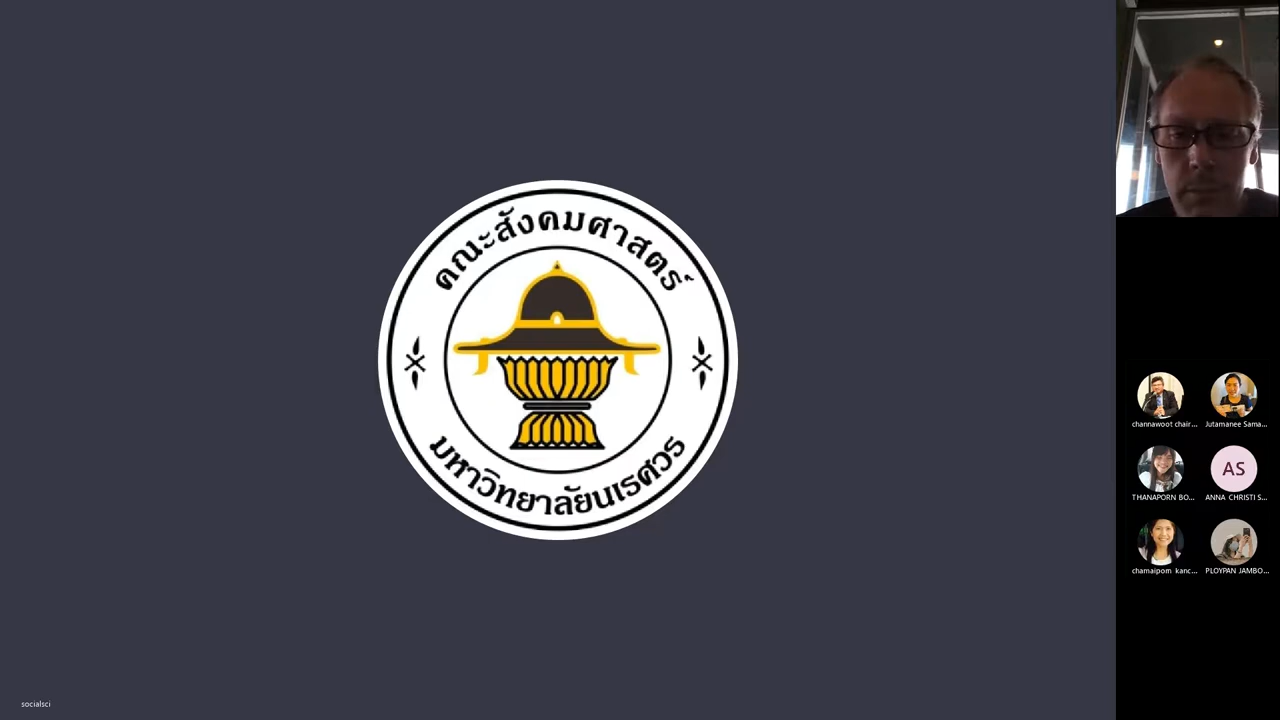 คณะสังคมศาสตร์
มหาวิทยาลัยนเรศวร
channawoot chair...
Jutamanee Sama...
THANAPORN BO...
AS
ANNA CHRISTI S...
chamaiporn kanc...
PLOYPAN JAMBO...
socialsci